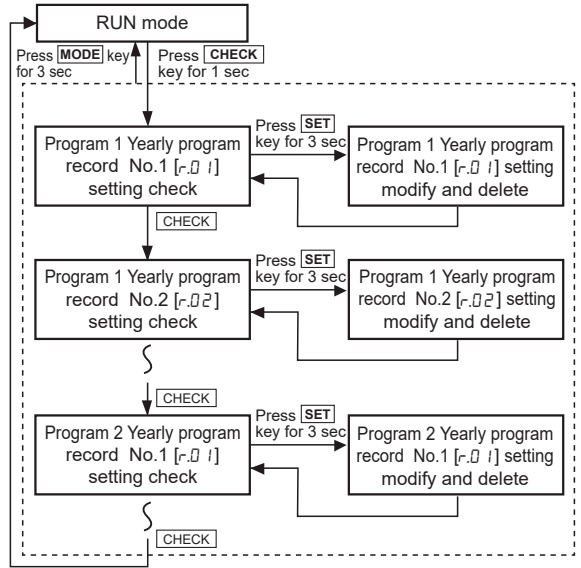 RUN mode
Press MODE key
for 3 sec
Press CHECK
key for 1 sec
Program 1 Yearly program
record No.1 [r.01]
setting check
Press SET
key for 3 sec
Program 1 Yearly program
record No.1 [r.01] setting
modify and delete
CHECK
Program 1 Yearly program
record No.2 [r.02]
setting check
Press SET
key for 3 sec
Program 1 Yearly program
record No.2 [r.02] setting
modify and delete
CHECK
Program 2 Yearly program
record No.1 [r.01]
setting check
Press SET
key for 3 sec
Program 2 Yearly program
record No.1 [r.01] setting
modify and delete
CHECK